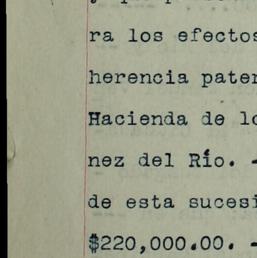 ra los efectos
herencia pater
Hacienda de lo
nez del Río. -
de esta sucesi
$220,000.00. -